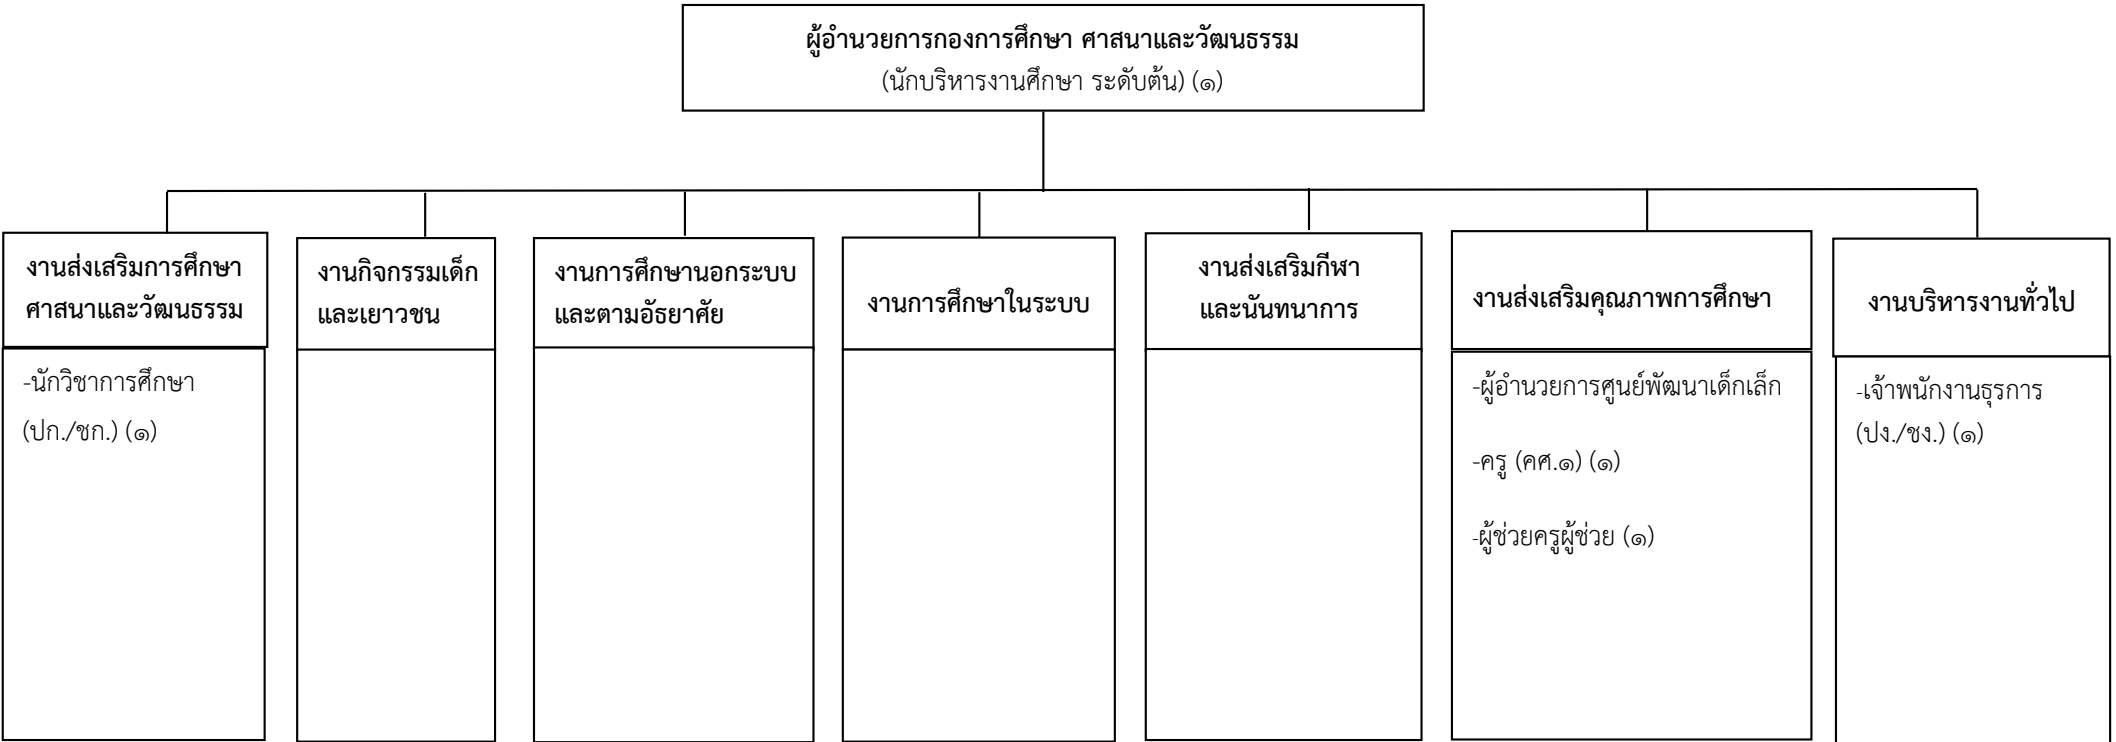 ผู้อำนวยการกองการศึกษา ศาสนาและวัฒนธรรม
(นักบริหารงานศึกษา ระดับต้น) (๑)
งานส่งเสริมการศึกษา
ศาสนาและวัฒนธรรม
-นักวิชาการศึกษา
(ปก./ชก.) (๑)
งานกิจกรรมเด็ก
และเยาวชน
งานการศึกษานอกระบบ
และตามอัธยาศัย
งานการศึกษาในระบบ
งานส่งเสริมกีฬา
และนันทนาการ
งานส่งเสริมคุณภาพการศึกษา
-ผู้อำนวยการศูนย์พัฒนาเด็กเล็ก
-ครู (คศ.๑) (๑)
-ผู้ช่วยครูผู้ช่วย (๑)
งานบริหารงานทั่วไป
-เจ้าพนักงานธุรการ
(ปง./ชง.) (๑)